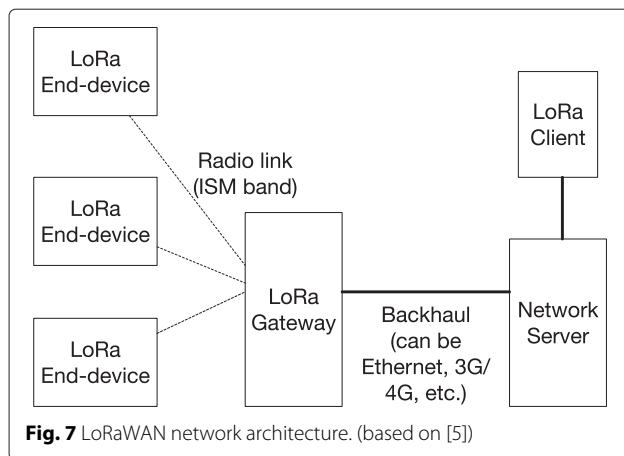 LoRa
End-device
LoRa
Client
Radio link
(ISM band)
LoRa
End-device
LoRa
Gateway
Backhaul
(can be
Ethernet, 3G/
4G, etc.)
Network
Server
LoRa
End-device
Fig. 7 LoRaWAN network architecture. (based on [5])